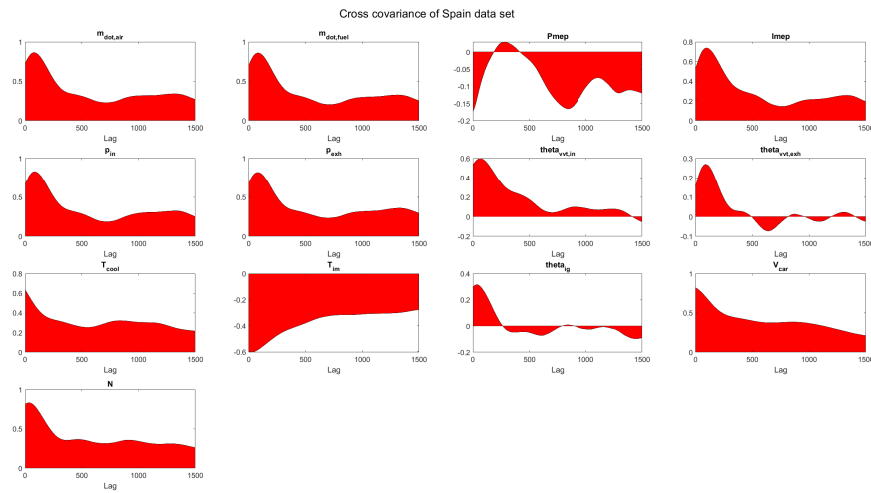 Cross covariance of Spain data set
m_dot,air
1
0.5
0
0 500 1000 1500
Lag
m_dot,fuel
1
0.5
0
0 500 1000 1500
Lag
Pmep
0
-0.05
-0.1
-0.15
-0.2
0 500 1000 1500
Lag
Imep
0.8
0.6
0.4
0.2
0
0 500 1000 1500
Lag
p_in
1
0.5
0
0 500 1000 1500
Lag
p_exh
1
0.5
0
0 500 1000 1500
Lag
theta_vvt,in
0.6
0.4
0.2
0
-0.2
0 500 1000 1500
Lag
theta_vvt,exh
0.3
0.2
0.1
0
-0.1
0 500 1000 1500
Lag
T_cool
0.8
0.6
0.4
0.2
0
0 500 1000 1500
Lag
T_im
0
-0.2
-0.4
-0.6
0 500 1000 1500
Lag
theta_ig
0.4
0.2
0
-0.2
0 500 1000 1500
Lag
V_car
1
0.5
0
0 500 1000 1500
Lag
N
1
0.5
0
0 500 1000 1500
Lag